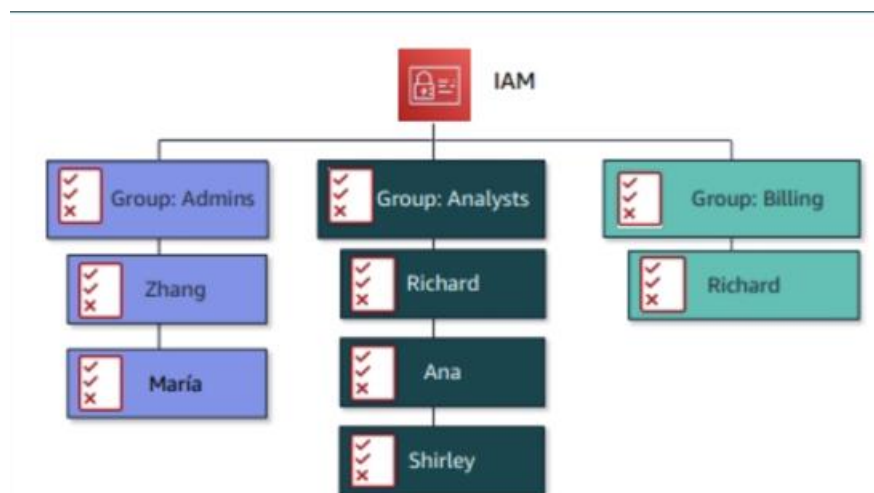 IAM
Group: Admins
Group: Analysts
Group: Billing
Zhang
Richard
Richard
María
Ana
Shirley